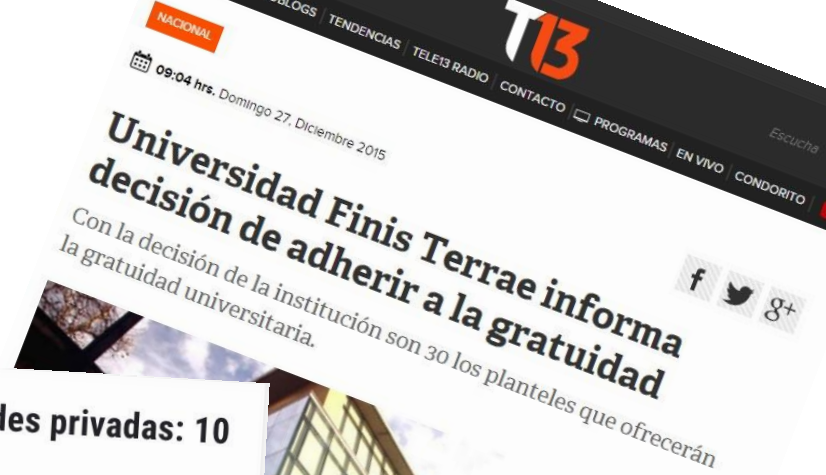 T13
BLOGS TENDENCIAS TELE13 RADIO CONTACTO PROGRAMAS EN VIVO CONDORITO
Escucha
NACIONAL
09:04 hrs. Domingo 27, Diciembre 2015
Universidad Finis Terrae informa
decisión de adherir a la gratuidad
Con la decisión de la institución son 30 los planteles que ofrecerán
la gratuidad universitaria.
f g+
privadas: 10